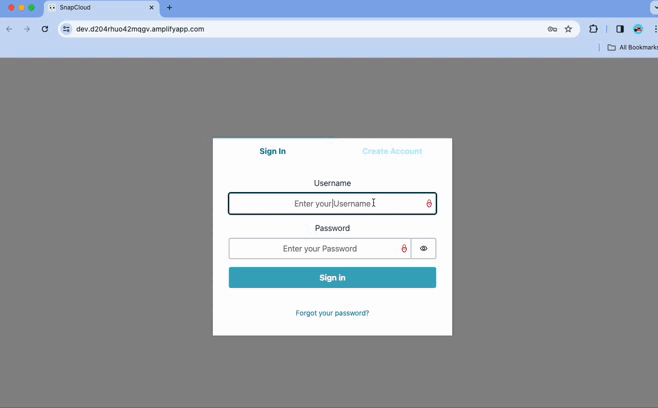 SnapCloud
dev.d204rhuo42mqgv.amplifyapp.com
All Bookmarks
Sign In
Create Account
Username
Enter your Username
Password
Enter your Password
Sign in
Forgot your password?